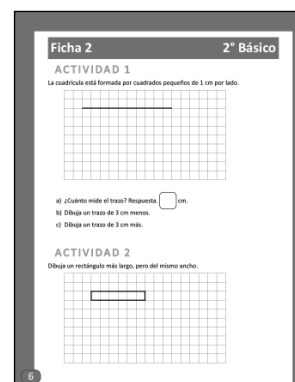 Ficha 2 2° Básico
ACTIVIDAD 1
La cuadrícula está formada por cuadrados pequeños de 1 cm por lado.
a) ¿Cuánto mide el trazo? Respuesta. cm.
b) Dibuja un trazo de 3 cm menos.
c) Dibuja un trazo de 3 cm más.
ACTIVIDAD 2
Dibuja un rectángulo más largo, pero del mismo ancho.
6